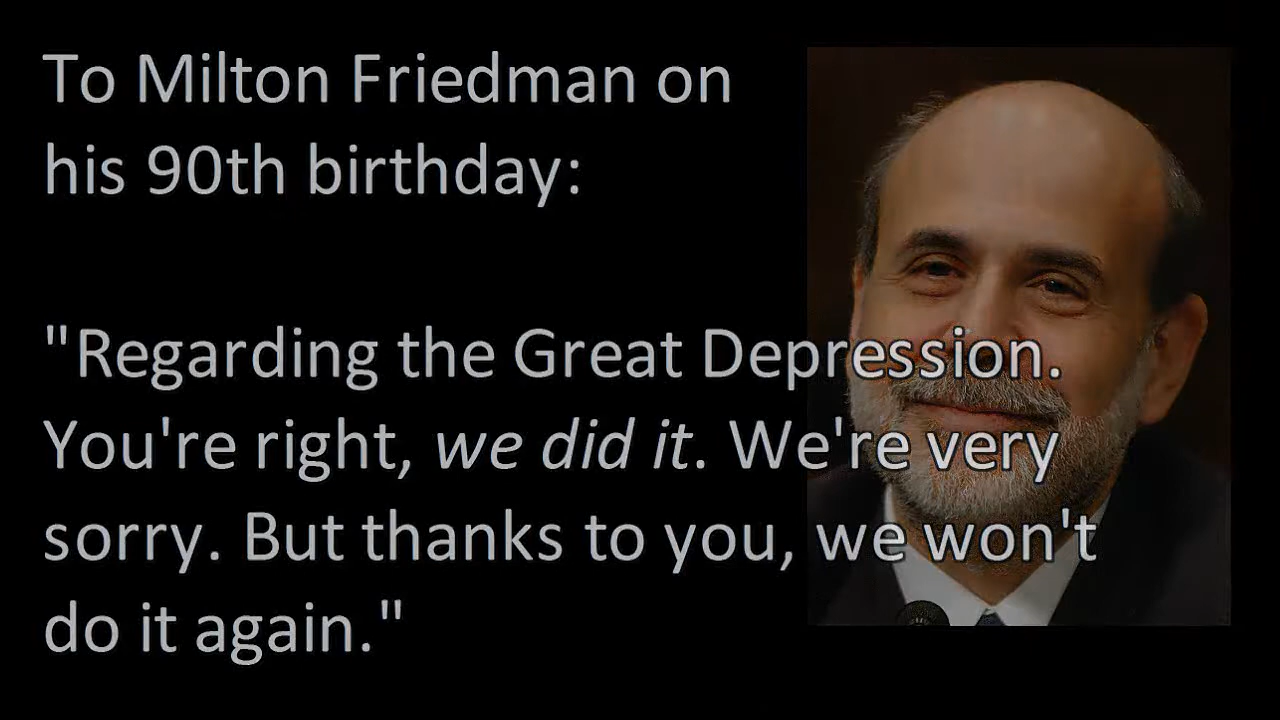 To Milton Friedman on
his 90th birthday:
"Regarding the Great Depression.
You're right, we did it. We're very
sorry. But thanks to you, we won't
do it again."